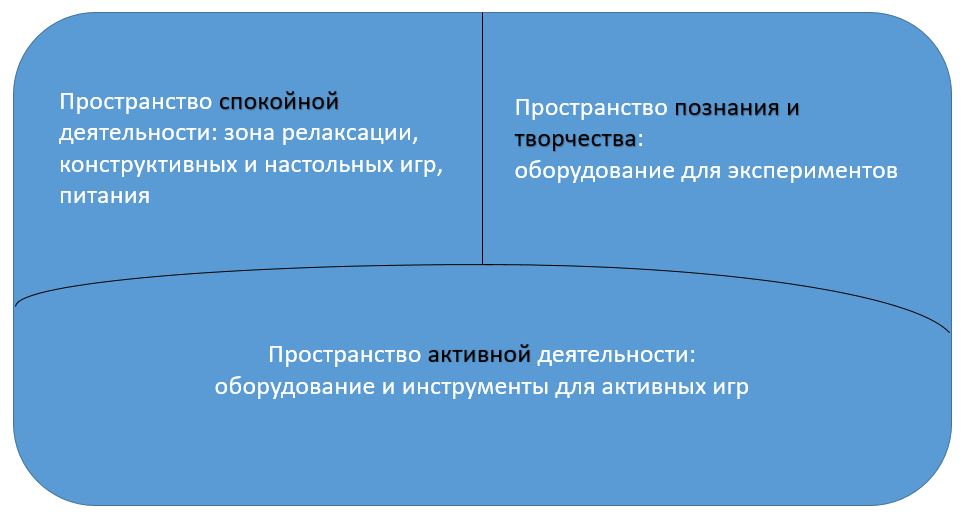 Пространство спокойной
деятельности: зона релаксации,
конструктивных и настольных игр,
питания
Пространство познания и
творчества:
оборудование для экспериментов
Пространство активной деятельности:
оборудование и инструменты для активных игр